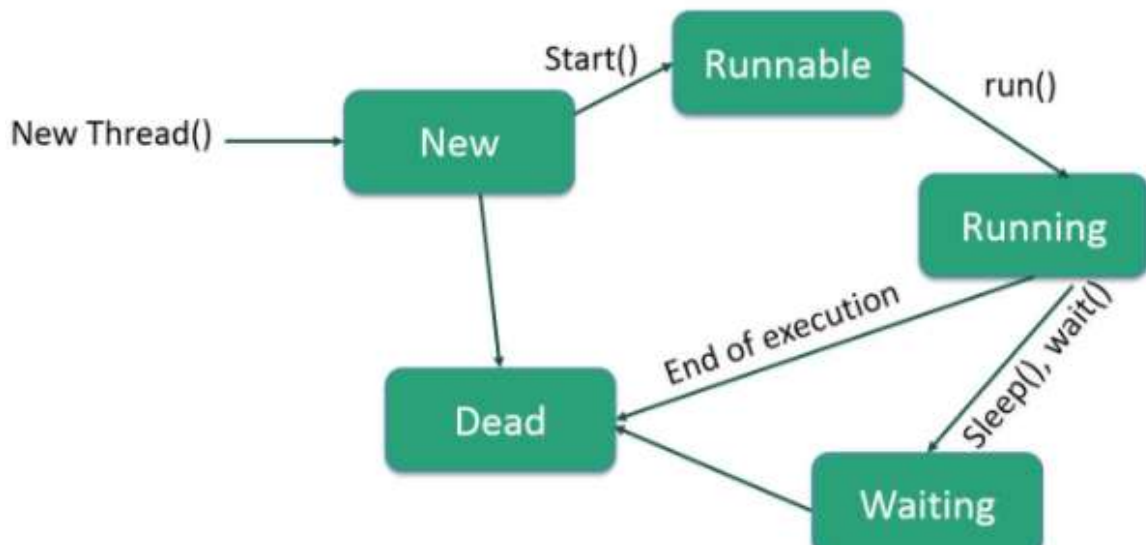 Start()
Runnable
run()
New Thread()
New
Running
End of execution
Sleep(), wait()
Dead
Waiting